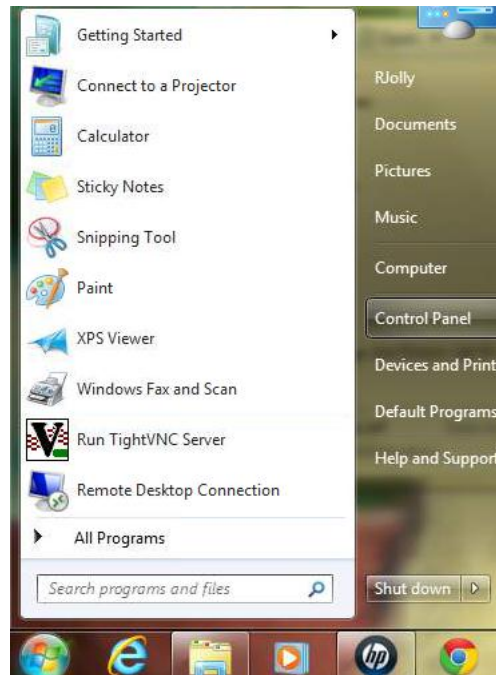 Getting Started
Connect to a Projector
Calculator
Sticky Notes
Snipping Tool
Paint
XPS Viewer
Windows Fax and Scan
Run TightVNC Server
Remote Desktop Connection
All Programs
Search programs and files
RJolly
Documents
Pictures
Music
Computer
Control Panel
Devices and Print
Default Programs
Help and Support
Shut down
hp